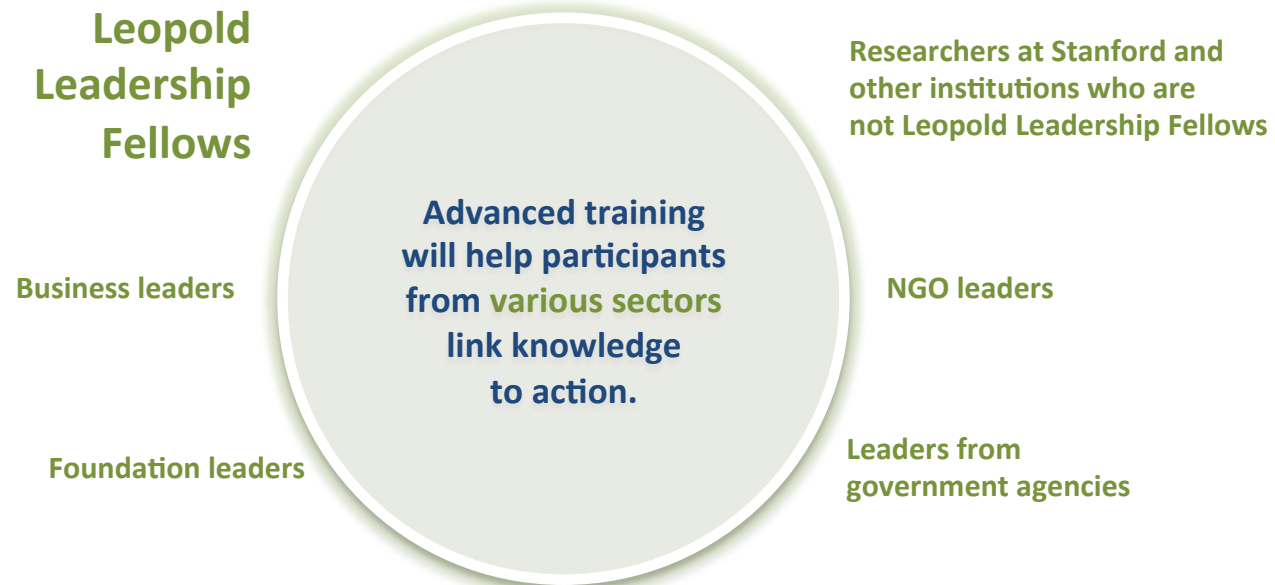 Leopold
Leadership
Fellows
Researchers at Stanford and
other institutions who are
not Leopold Leadership Fellows
Advanced training
will help participants
from various sectors
link knowledge
to action.
Business leaders
NGO leaders
Foundation leaders
Leaders from
government agencies